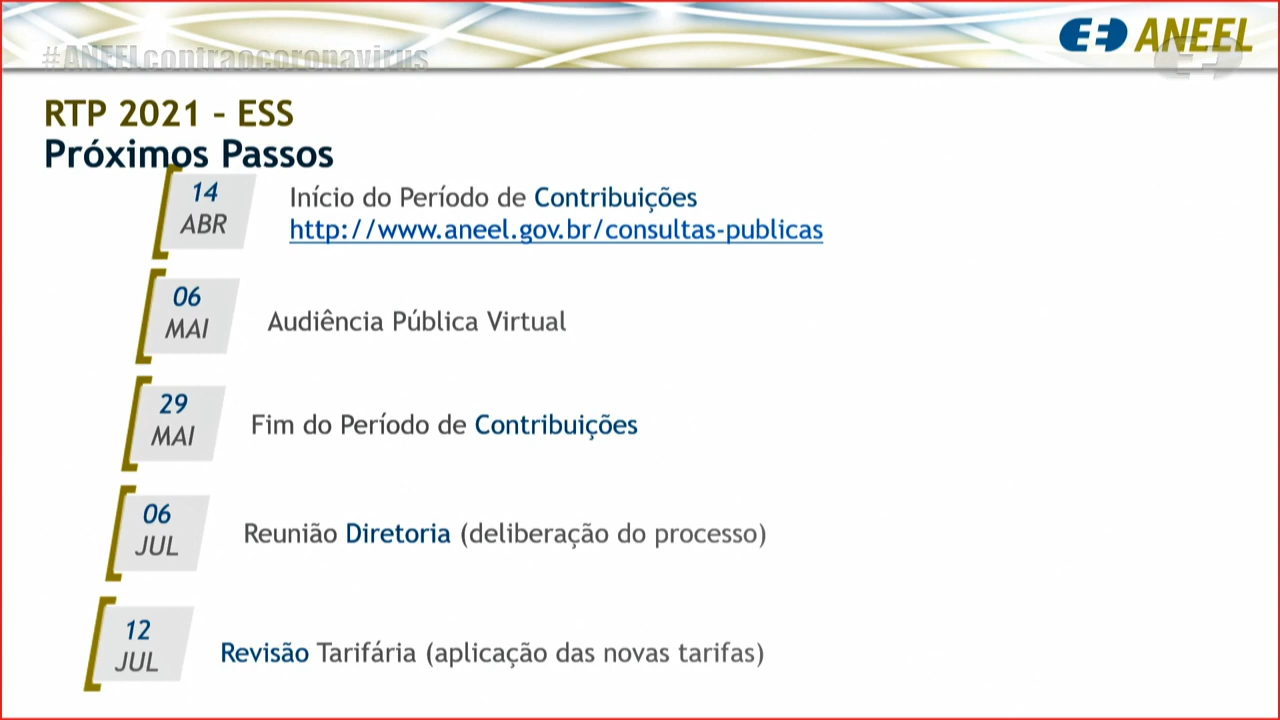 #ANEELcontraocoronavírus
ANEEL
RTP 2021 – ESS
Próximos Passos
14
ABR
Início do Período de Contribuições
http://www.aneel.gov.br/consultas-publicas
06
MAI
Audiência Pública Virtual
29
MAI
Fim do Período de Contribuições
06
JUL
Reunião Diretoria (deliberação do processo)
12
JUL
Revisão Tarifária (aplicação das novas tarifas)